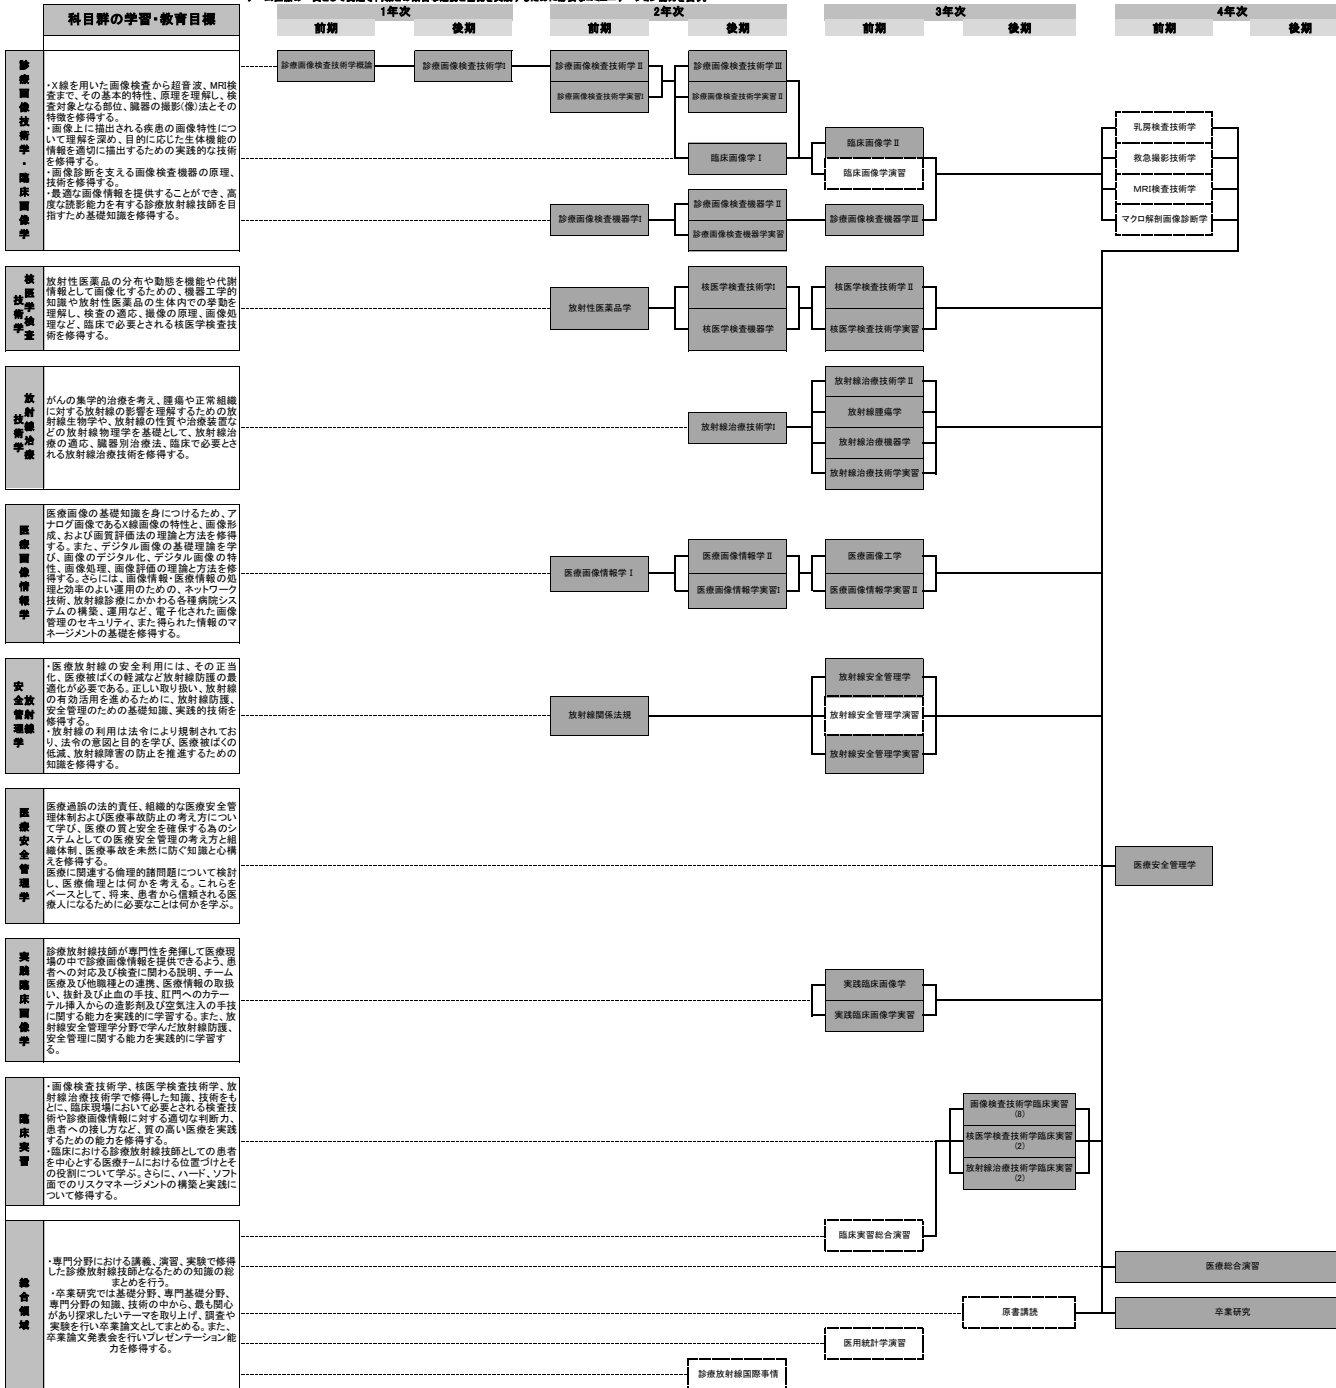 科目群の学習・教育目標
1年次
2年次
3年次
4年次
前期
後期
前期
後期
前期
後期
前期
後期
診療画像技術学・臨床画像学
・X線を用いた画像検査から超音波、MRI検
査まで、その基本的特性、原理を理解し、検
査対象となる部位、臓器の撮影(像)法とその
特徴を修得する。
・画像上に描出される疾患の画像特性につ
いて理解を深め、目的に応じた生体機能の
情報を適切に描出するための実践的な技術
を修得する。
・画像診断を支える画像検査機器の原理、
技術を修得する。
・最適な画像情報を提供することができ、高
度な読影能力を有する診療放射線技師を目
指すため基礎知識を修得する。
診療画像検査技術学概論
診療画像検査技術学Ⅰ
診療画像検査技術学Ⅱ
診療画像検査技術学実習Ⅰ
診療画像検査技術学Ⅲ
診療画像検査技術学実習Ⅱ
臨床画像学Ⅰ
臨床画像学Ⅱ
臨床画像学演習
診療画像検査機器学Ⅰ
診療画像検査機器学Ⅱ
診療画像検査機器学実習
診療画像検査機器学Ⅲ
乳房検査技術学
救急撮影技術学
MRI検査技術学
マクロ解剖画像診断学
核医学検査
技術学
放射性医薬品の分布や動態を機能や代謝
情報として画像化するための、機器工学的
知識や放射性医薬品の生体内での挙動を
理解し、検査の適応、撮像の原理、画像処
理など、臨床で必要とされる核医学検査技
術を修得する。
放射性医薬品学
核医学検査技術学Ⅰ
核医学検査機器学
核医学検査技術学Ⅱ
核医学検査技術学実習
放射線治療
技術学
がんの集学的治療を考え、腫瘍や正常組織
に対する放射線の影響を理解するための放
射線生物学や、放射線の性質や治療装置な
どの放射線物理学を基礎として、放射線治
療の適応、臓器別治療法、臨床で必要とさ
れる放射線治療技術を修得する。
放射線治療技術学Ⅰ
放射線治療技術学Ⅱ
放射線腫瘍学
放射線治療機器学
放射線治療技術学実習
医療画像情報学
医療画像の基礎知識を身につけるため、ア
ナログ画像であるX線画像の特性と、画像形
成、および画質評価法の理論と方法を修得
する。また、デジタル画像の基礎理論を学
び、画像のデジタル化、デジタル画像の特
性、画像処理、画像評価の理論と方法を修
得する。さらには、画像情報・医療情報の処
理と効率のよい運用のための、ネットワーク
技術、放射線診療にかかわる各種病院シス
テムの構築、運用など、電子化された画像
管理のセキュリティ、また得られた情報のマ
ネージメントの基礎を修得する。
医療画像情報学Ⅰ
医療画像情報学Ⅱ
医療画像情報学実習Ⅰ
医療画像工学
医療画像情報学実習Ⅱ
放射線
安全管理学
・医療放射線の安全利用には、その正当
化、医療被ばくの軽減など放射線防護の最
適化が必要である。正しい取り扱い、放射線
の有効活用を進めるために、放射線防護、
安全管理のための基礎知識、実践的技術を
修得する。
・放射線の利用は法令により規制されてお
り、法令の意図と目的を学び、医療被ばくの
低減、放射線障害の防止を推進するための
知識を修得する。
放射線関係法規
放射線安全管理学
放射線安全管理学演習
放射線安全管理学実習
医療安全管理学
医療過誤の法的責任、組織的な医療安全管
理体制および医療事故防止の考え方につい
て学び、医療の質と安全を確保する為のシ
ステムとしての医療安全管理の考え方と組
織体制、医療事故を未然に防ぐ知識と心構
えを修得する。
医療に関連する倫理的諸問題について検討
し、医療倫理とは何かを考える。これらを
ベースとして、将来、患者から信頼される医
療人になるために必要なことは何かを学ぶ。
医療安全管理学
実践臨床画像学
診療放射線技師が専門性を発揮して医療現
場の中で診療画像情報を提供できるよう、患
者への対応及び検査に関わる説明、チーム
医療及び他職種との連携、医療情報の取扱
い、抜針及び止血の手技、肛門へのカテー
テル挿入からの造影剤及び空気注入の手技
に関する能力を実践的に学習する。また、放
射線安全管理学分野で学んだ放射線防護、
安全管理に関する能力を実践的に学習す
る。
実践臨床画像学
実践臨床画像学実習
臨床実習
・画像検査技術学、核医学検査技術学、放
射線治療技術学で修得した知識、技術をも
とに、臨床現場において必要とされる検査技
術や診療画像情報に対する適切な判断力、
患者への接し方など、質の高い医療を実践
するための能力を修得する。
・臨床における診療放射線技師としての患者
を中心とする医療チームにおける位置づけとそ
の役割について学ぶ。さらに、ハード、ソフト
面でのリスクマネージメントの構築と実践に
ついて修得する。
画像検査技術学臨床実習
(8)
核医学検査技術学臨床実習
(2)
放射線治療技術学臨床実習
(2)
総合領域
・専門分野における講義、演習、実験で修得
した診療放射線技師となるための知識の総
まとめを行う。
・卒業研究では基礎分野、専門基礎分野、
専門分野の知識、技術の中から、最も関心
があり探求したいテーマを取り上げ、調査や
実験を行い卒業論文としてまとめる。また、
卒業論文発表会を行いプレゼンテーション能
力を修得する。
臨床実習総合演習
医療総合演習
原書講読
卒業研究
医用統計学演習
診療放射線国際事情